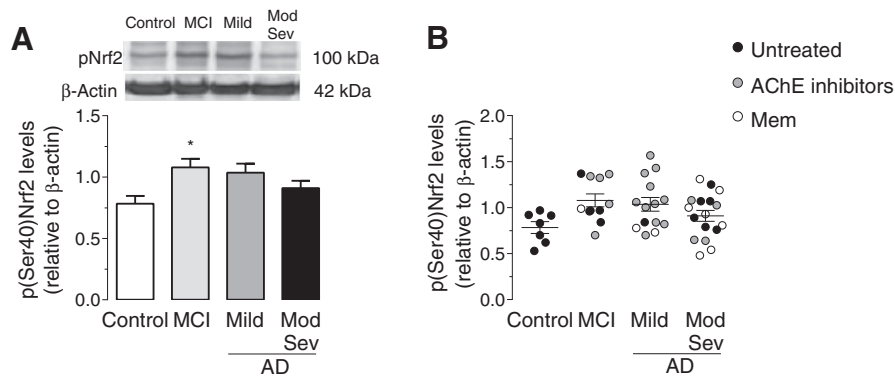 A
Control MCI Mild Mod Sev
pNrf2 100 kDa
β-Actin 42 kDa
p(Ser40)Nrf2 levels
(relative to β-actin)
1.5
1.0
0.5
0.0
*
Control MCI Mild Mod Sev
AD
B
Untreated
AChE inhibitors
Mem
p(Ser40)Nrf2 levels
(relative to β-actin)
2.0
1.5
1.0
0.5
0.0
Control MCI Mild Mod Sev
AD